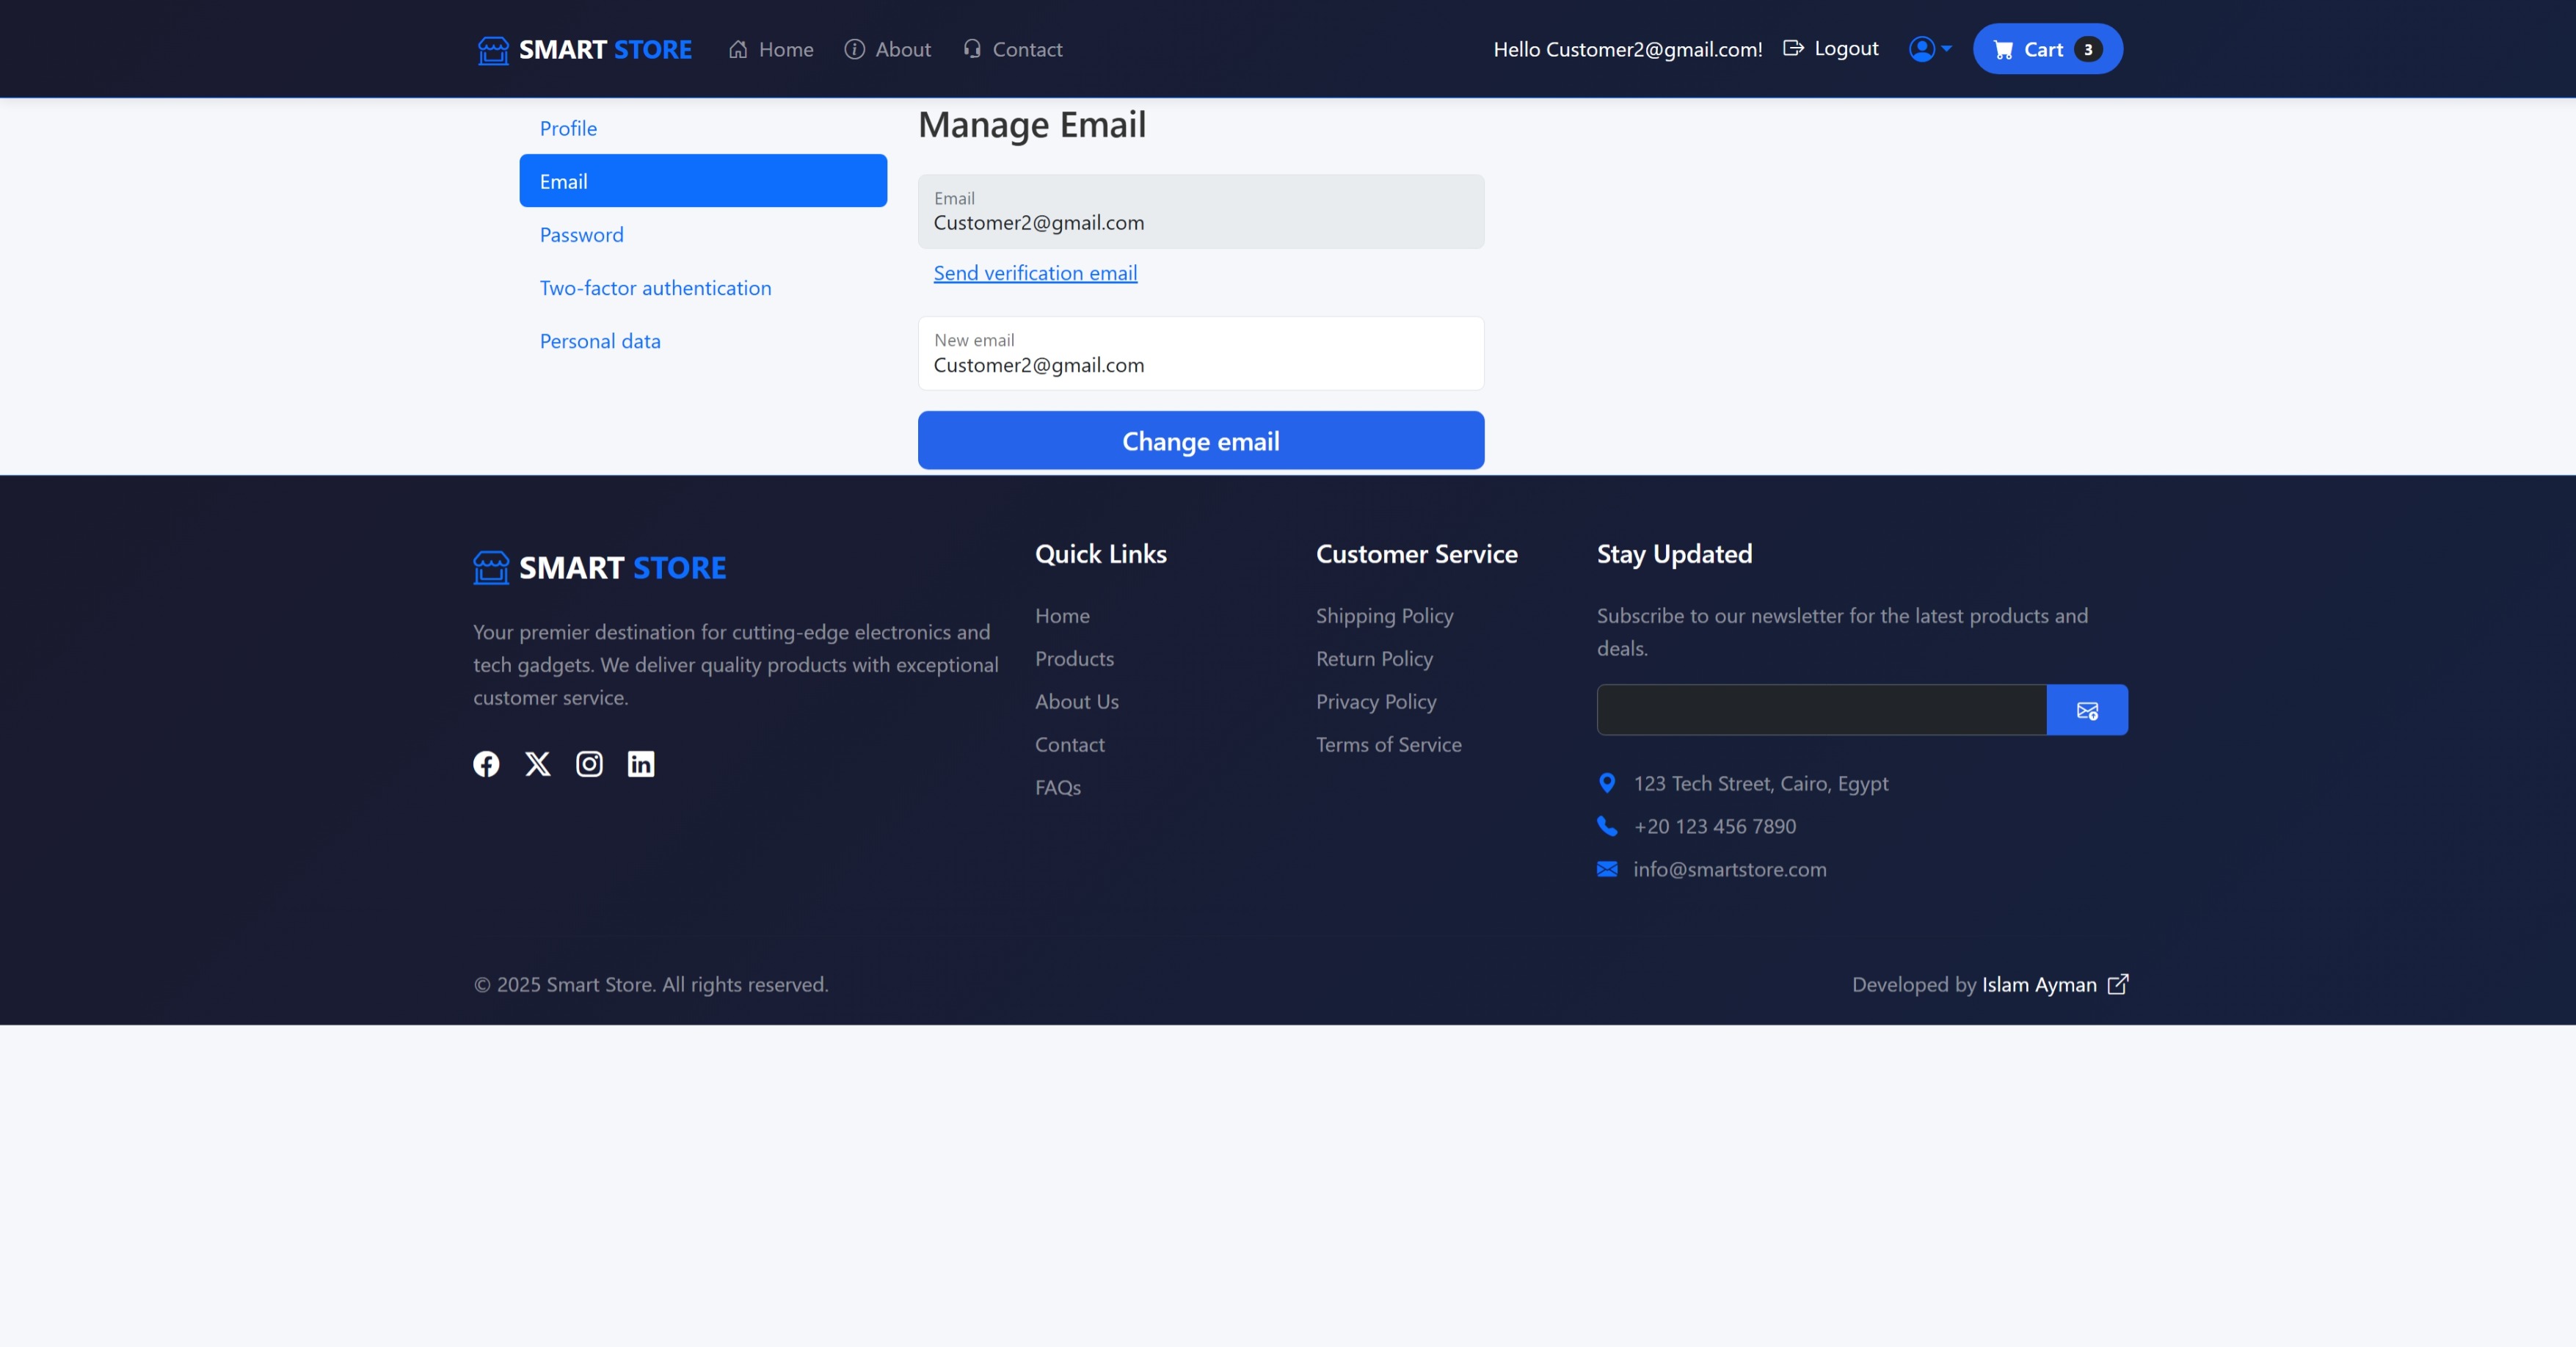 SMART STORE
Home
About
Contact
Hello Customer2@gmail.com!
Logout
Cart 3
Profile
Email
Password
Two-factor authentication
Personal data
Manage Email
Email
Customer2@gmail.com
Send verification email
New email
Customer2@gmail.com
Change email
SMART STORE
Your premier destination for cutting-edge electronics and
tech gadgets. We deliver quality products with exceptional
customer service.
Quick Links
Home
Products
About Us
Contact
FAQs
Customer Service
Shipping Policy
Return Policy
Privacy Policy
Terms of Service
Stay Updated
Subscribe to our newsletter for the latest products and
deals.
123 Tech Street, Cairo, Egypt
+20 123 456 7890
info@smartstore.com
© 2025 Smart Store. All rights reserved.
Developed by Islam Ayman